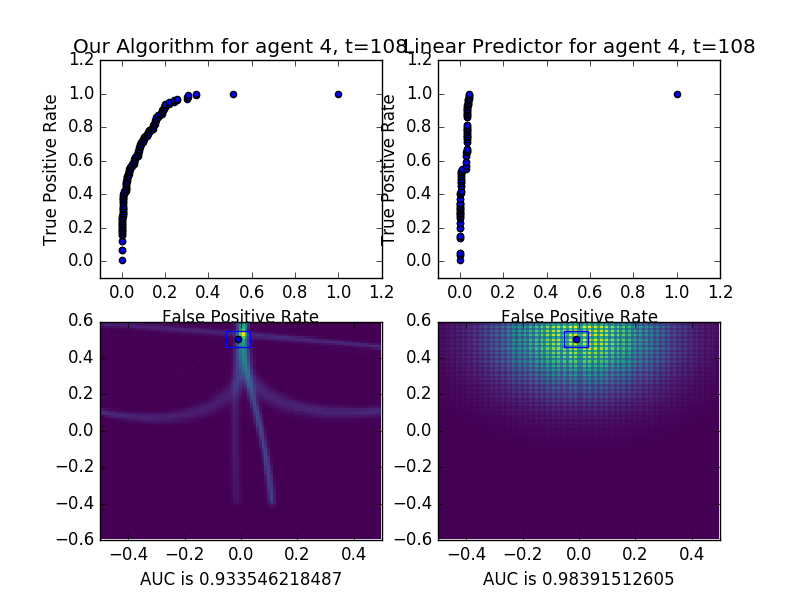 Our Algorithm for agent 4, t=108
Linear Predictor for agent 4, t=108
True Positive Rate
1.2
1.0
0.8
0.6
0.4
0.2
0.0
0.0 0.2 0.4 0.6 0.8 1.0 1.2
False Positive Rate
True Positive Rate
1.2
1.0
0.8
0.6
0.4
0.2
0.0
0.0 0.2 0.4 0.6 0.8 1.0 1.2
False Positive Rate
0.6
0.4
0.2
0.0
−0.2
−0.4
−0.6
−0.4 −0.2 0.0 0.2 0.4
AUC is 0.933546218487
0.6
0.4
0.2
0.0
−0.2
−0.4
−0.6
−0.4 −0.2 0.0 0.2 0.4
AUC is 0.98391512605